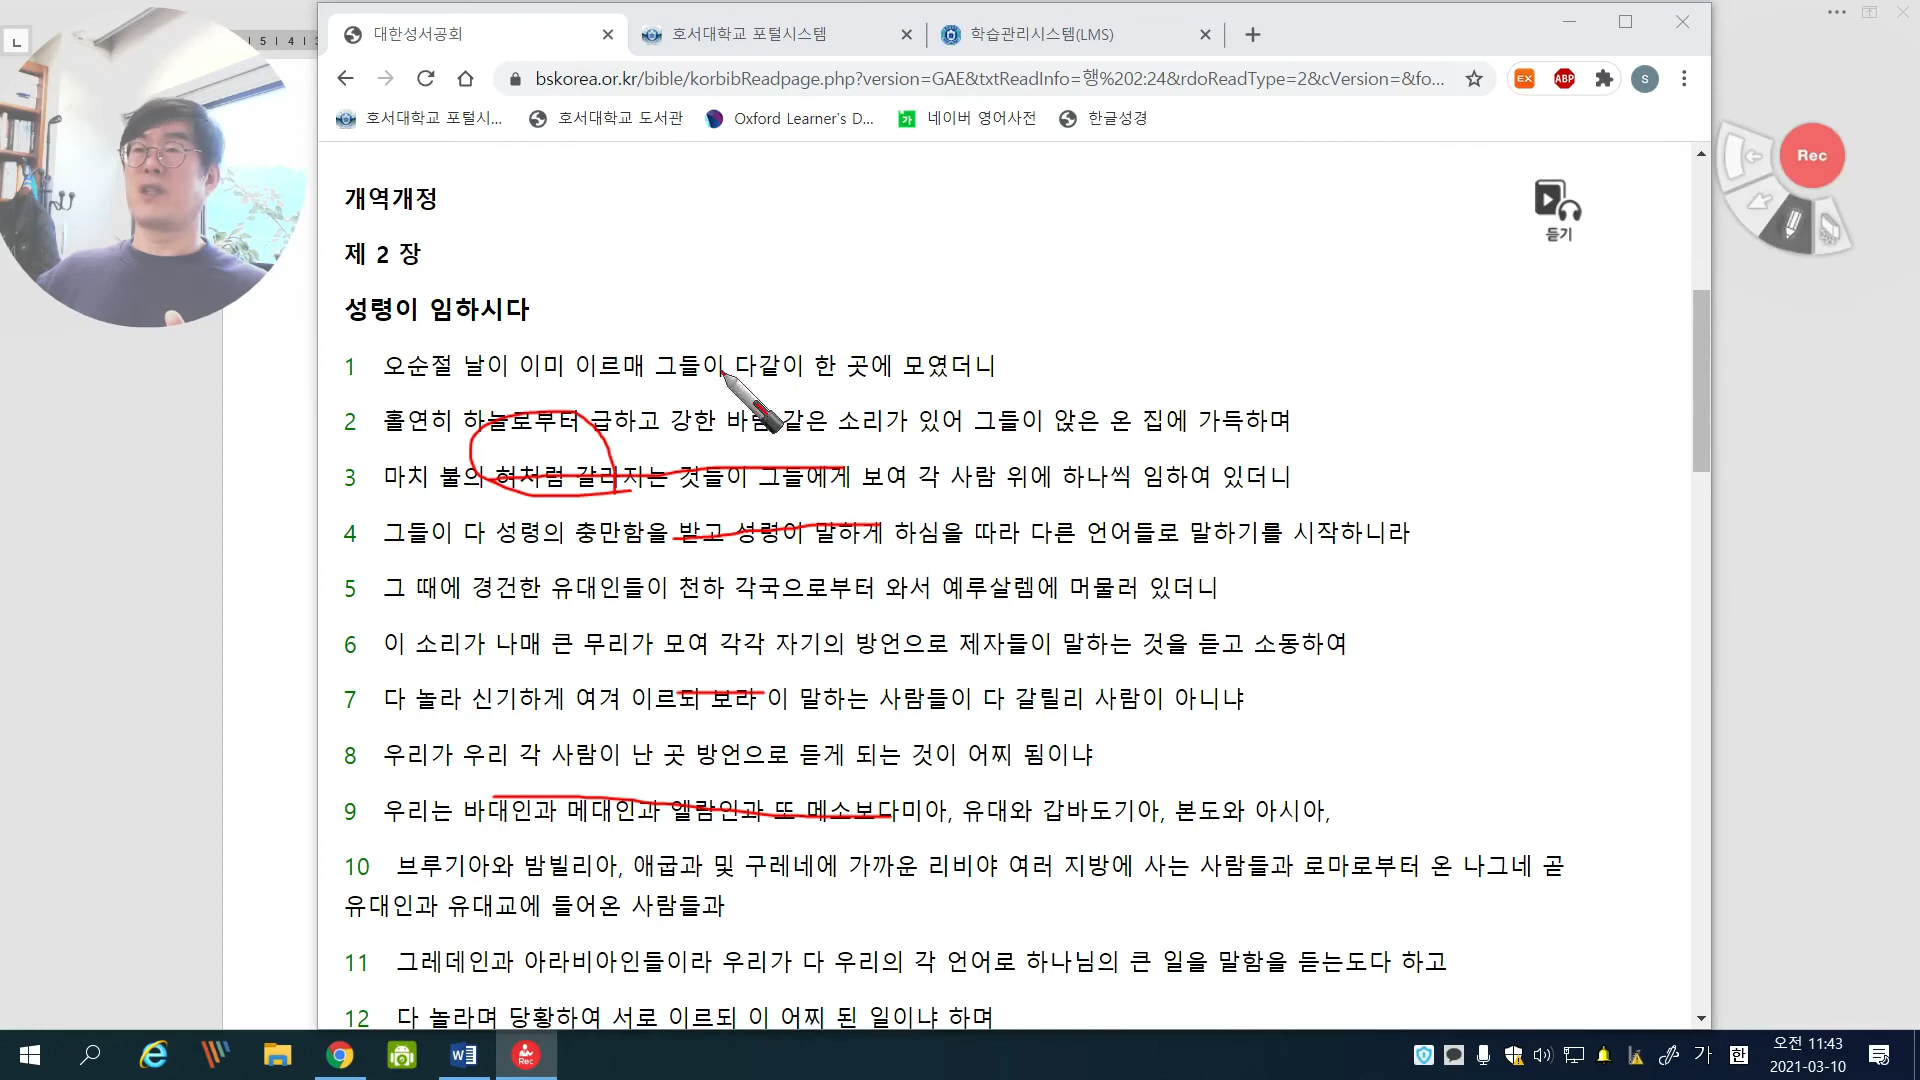 대한성서공회
호서대학교 포털시스템
학습관리시스템(LMS)
bskorea.or.kr/bible/korbibReadpage.php?version=GAE&txtReadInfo=행%202:24&rdoReadType=2&cVersion=&fo...
EX
ABP
S
호서대학교 포털시...
호서대학교 도서관
Oxford Learner's D...
네이버 영어사전
한글성경
Rec
개역개정
듣기
제 2 장
성령이 임하시다
1 오순절 날이 이미 이르매 그들이 다같이 한 곳에 모였더니
2 홀연히 하늘로부터 급하고 강한 바람 같은 소리가 있어 그들이 앉은 온 집에 가득하며
3 마치 불의 혀처럼 갈라지는 것들이 그들에게 보여 각 사람 위에 하나씩 임하여 있더니
4 그들이 다 성령의 충만함을 받고 성령이 말하게 하심을 따라 다른 언어들로 말하기를 시작하니라
5 그 때에 경건한 유대인들이 천하 각국으로부터 와서 예루살렘에 머물러 있더니
6 이 소리가 나매 큰 무리가 모여 각각 자기의 방언으로 제자들이 말하는 것을 듣고 소동하여
7 다 놀라 신기하게 여겨 이르되 보라 이 말하는 사람들이 다 갈릴리 사람이 아니냐
8 우리가 우리 각 사람이 난 곳 방언으로 듣게 되는 것이 어찌 됨이냐
9 우리는 바대인과 메대인과 엘람인과 또 메소보다미아, 유대와 갑바도기아, 본도와 아시아,
10 브루기아와 밤빌리아, 애굽과 및 구레네에 가까운 리비야 여러 지방에 사는 사람들과 로마로부터 온 나그네 곧
유대인과 유대교에 들어온 사람들과
11 그레데인과 아라비아인들이라 우리가 다 우리의 각 언어로 하나님의 큰 일을 말함을 듣는도다 하고
12 다 놀라며 당황하여 서로 이르되 이 어찌 된 일이냐 하며
Rec
가
한
오전 11:43
2021-03-10